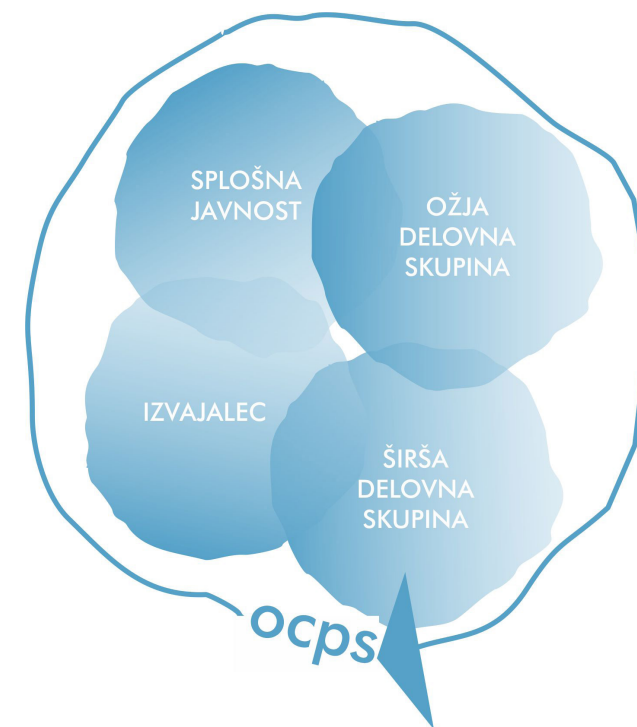 SPLOŠNA
JAVNOST
OŽJA
DELOVNA
SKUPINA
IZVAJALEC
ŠIRŠA
DELOVNA
SKUPINA
ocps